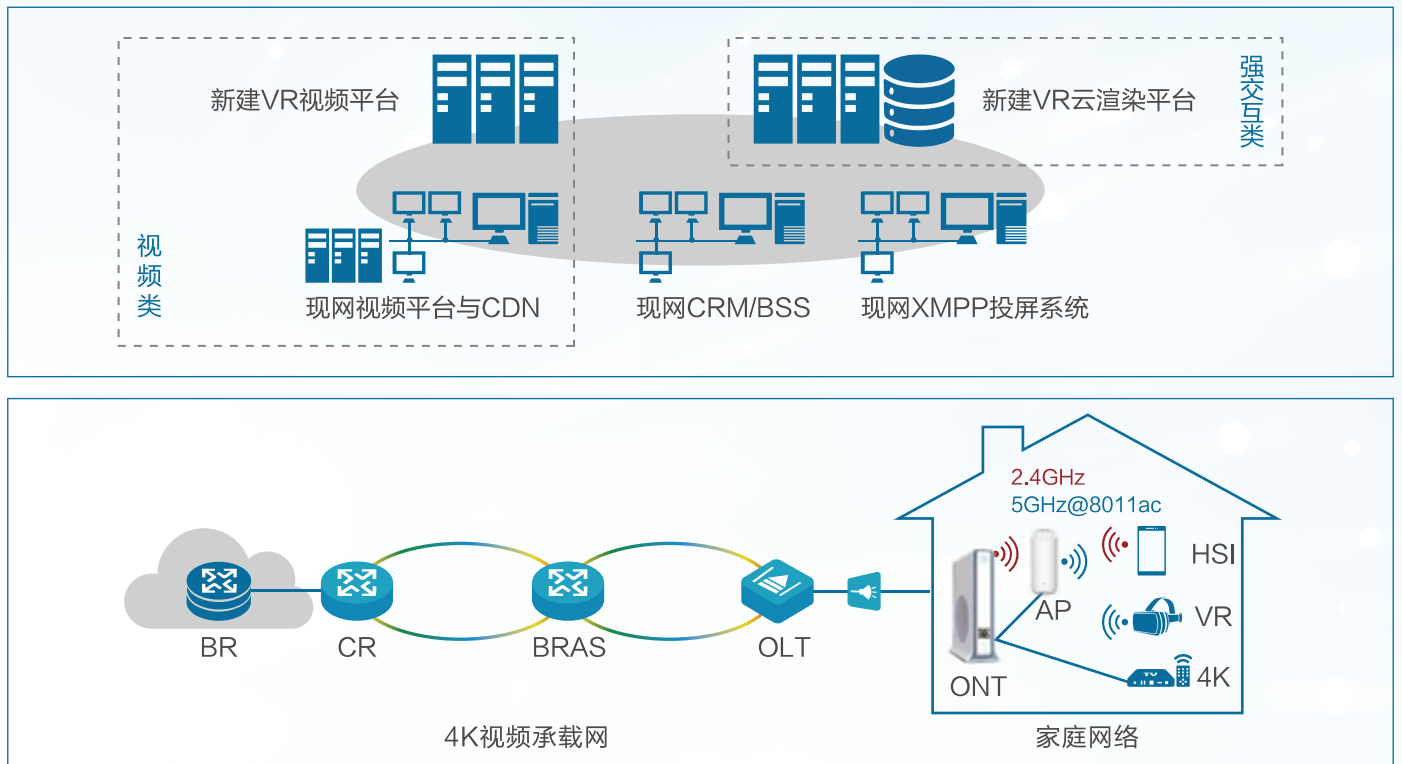 新建VR视频平台
新建VR云渲染平台
强交互类
视频类
现网视频平台与CDN
现网CRM/BSS
现网XMPP投屏系统
2.4GHz
5GHz@8011ac
HSI
AP
VR
BR
CR
BRAS
OLT
ONT
TV
4K
4K视频承载网
家庭网络